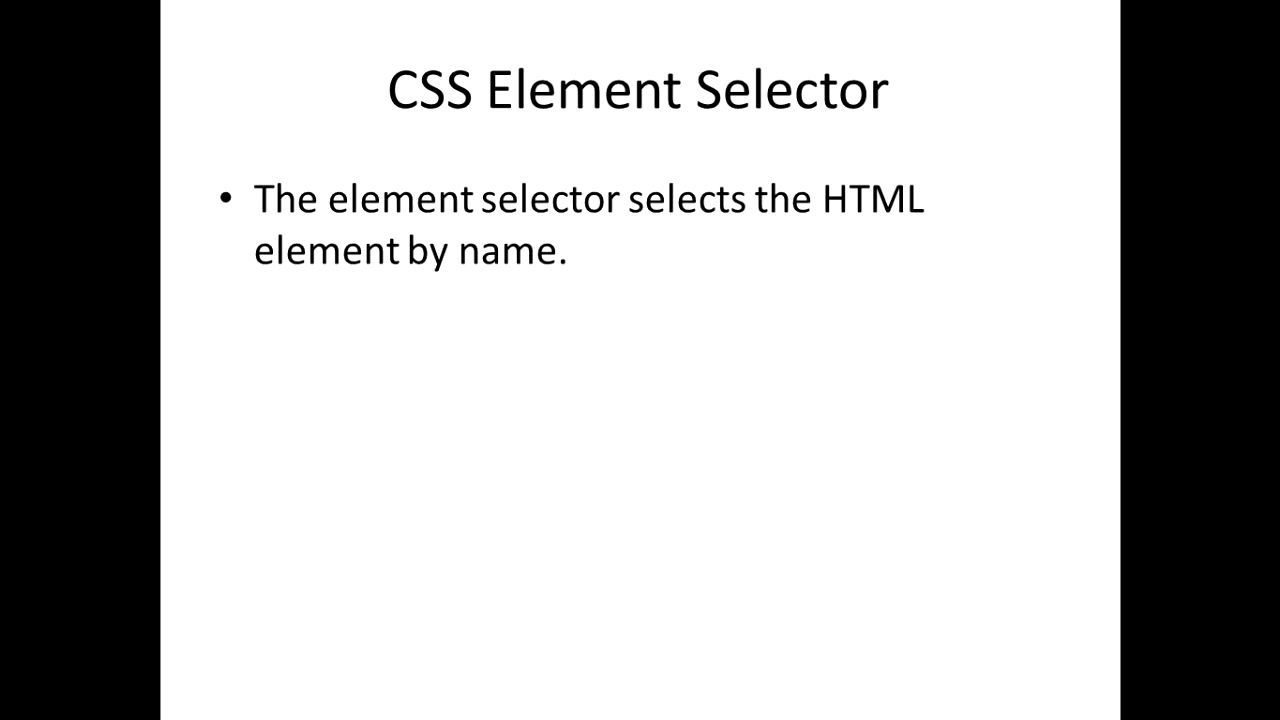 CSS Element Selector
• The element selector selects the HTML
element by name.